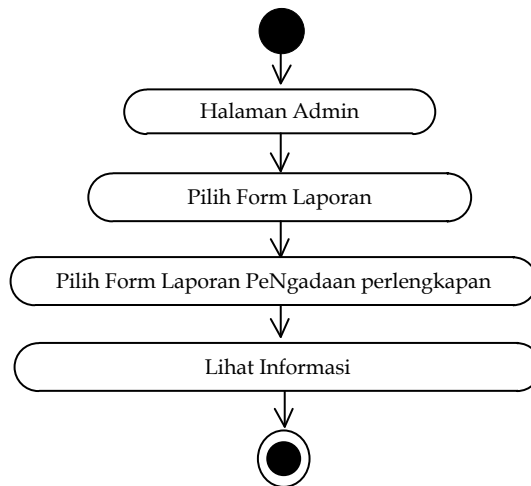 Halaman Admin
Pilih Form Laporan
Pilih Form Laporan PeNgadaan perlengkapan
Lihat Informasi